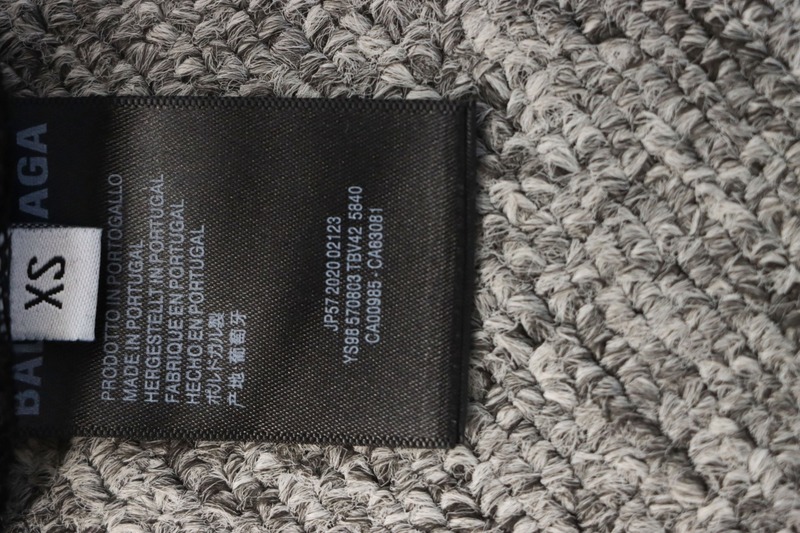 BAL AGA
XS
PRODOTTO IN PORTOGALLO
MADE IN PORTUGAL
HERGESTELLT IN PORTUGAL
FABRIQUE EN PORTUGAL
HECHO EN PORTUGAL
ポルトガル製
产地: 葡萄牙
JP57 2020 02123
YS98 570803 TBV42 5840
CA00985 - CA63081